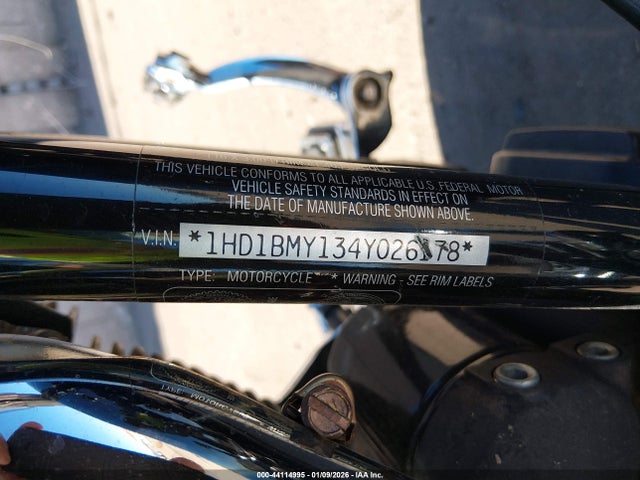 THIS VEHICLE CONFORMS TO ALL APPLICABLE U.S. FEDERAL MOTOR
VEHICLE SAFETY STANDARDS IN EFFECT ON
THE DATE OF MANUFACTURE SHOWN ABOVE.
V.I.N. *1HD1BMY134Y026178*
TYPE: MOTORCYCLE * WARNING - SEE RIM LABELS
000-44114995 - 01/09/2026 - IAA Inc.